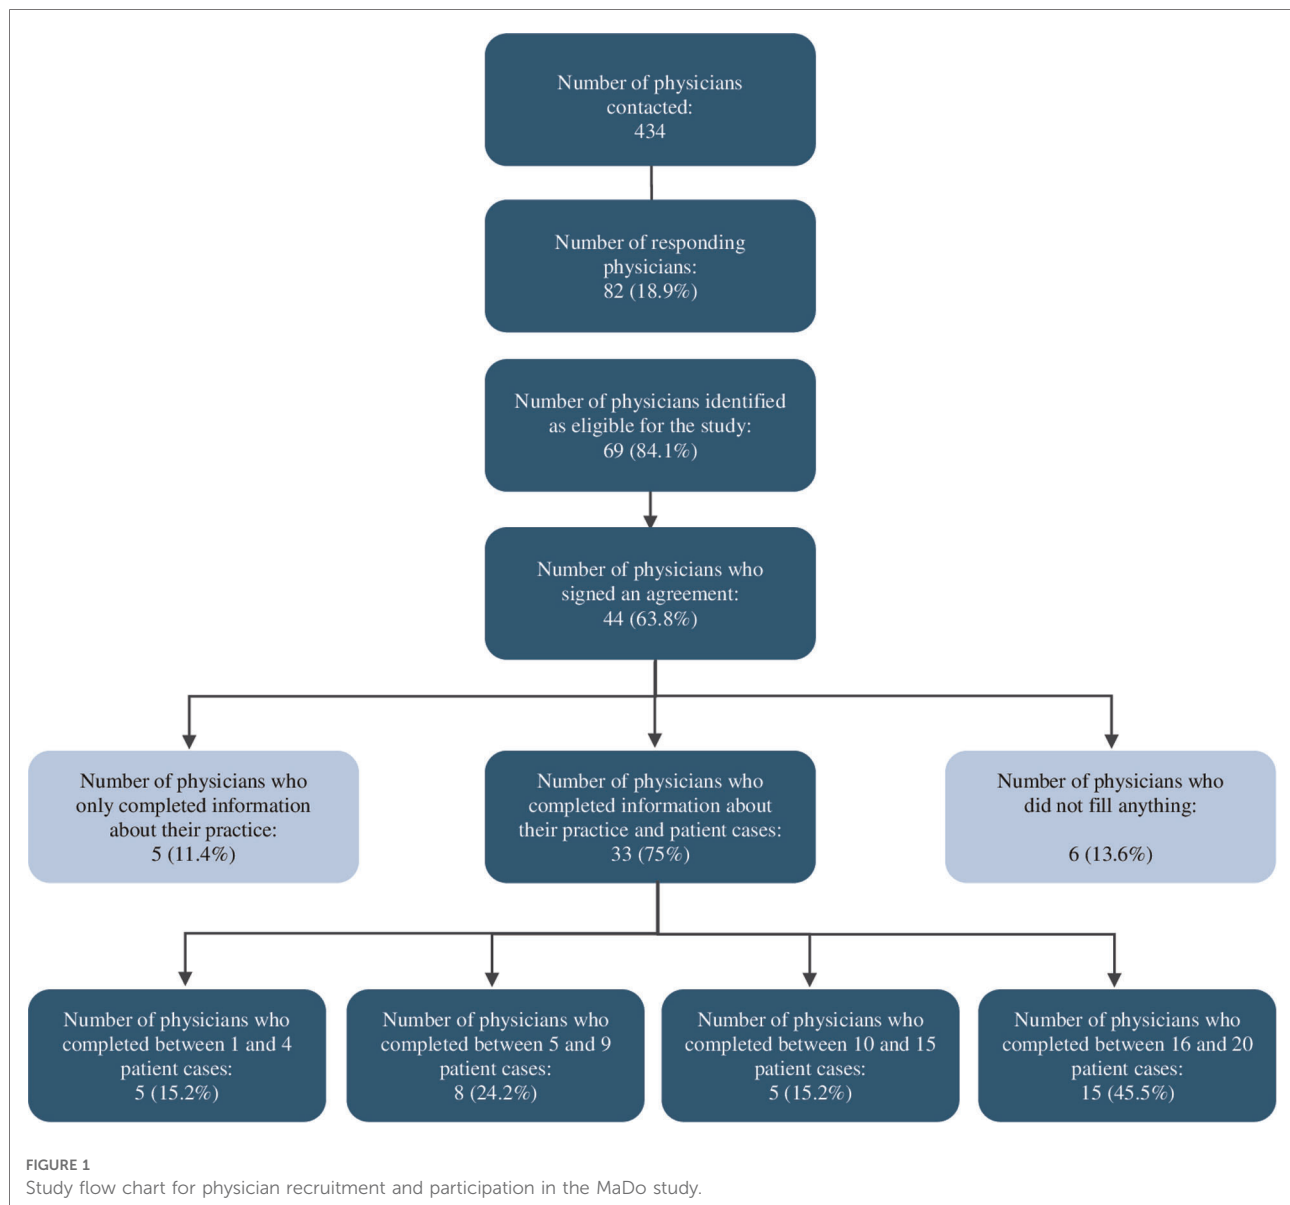 Number of physicians
contacted:
434
Number of responding
physicians:
82 (18.9%)
Number of physicians identified
as eligible for the study:
69 (84.1%)
Number of physicians who
signed an agreement:
44 (63.8%)
Number of physicians who
only completed information
about their practice:
5 (11.4%)
Number of physicians who
completed information about
their practice and patient cases:
33 (75%)
Number of physicians who
did not fill anything:
6 (13.6%)
Number of physicians who
completed between 1 and 4
patient cases:
5 (15.2%)
Number of physicians who
completed between 5 and 9
patient cases:
8 (24.2%)
Number of physicians who
completed between 10 and 15
patient cases:
5 (15.2%)
Number of physicians who
completed between 16 and 20
patient cases:
15 (45.5%)
FIGURE 1
Study flow chart for physician recruitment and participation in the MaDo study.